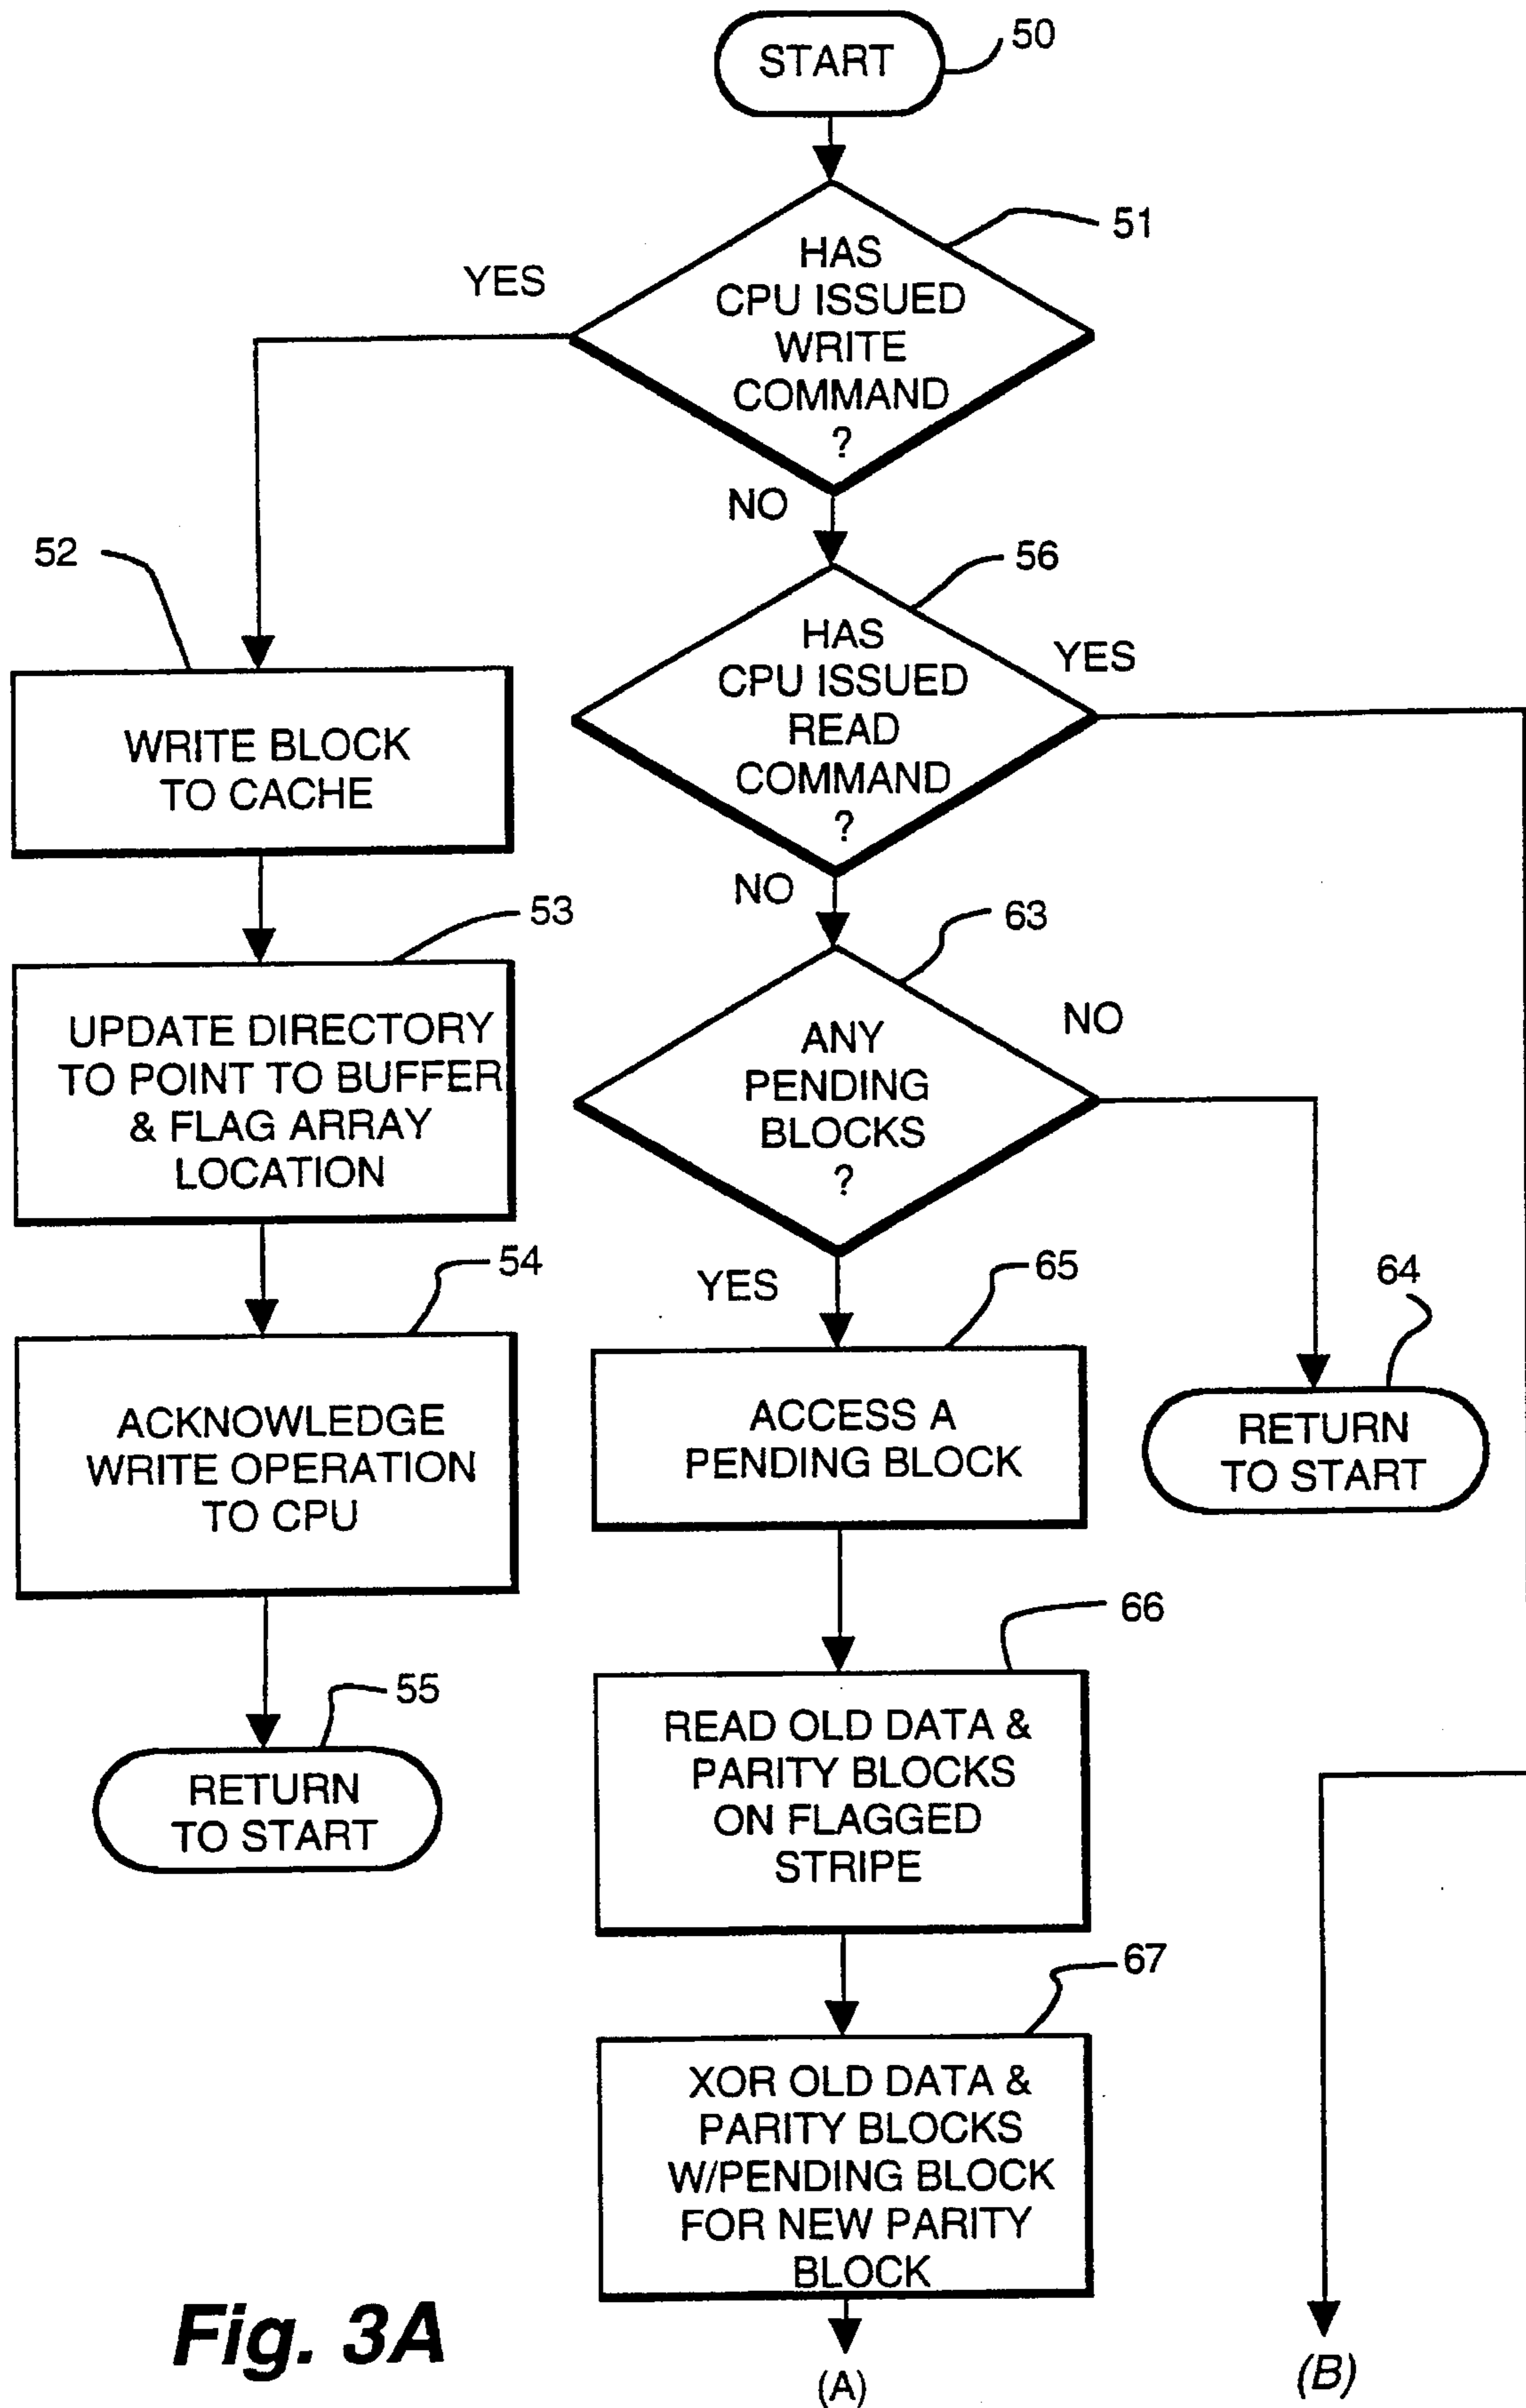 START
50
HAS
CPU ISSUED
WRITE
COMMAND
?
51
YES
NO
52
WRITE BLOCK
TO CACHE
53
UPDATE DIRECTORY
TO POINT TO BUFFER
& FLAG ARRAY
LOCATION
54
ACKNOWLEDGE
WRITE OPERATION
TO CPU
55
RETURN
TO START
56
HAS
CPU ISSUED
READ
COMMAND
?
YES
NO
63
ANY
PENDING
BLOCKS
?
NO
YES
64
RETURN
TO START
65
ACCESS A
PENDING BLOCK
66
READ OLD DATA &
PARITY BLOCKS
ON FLAGGED
STRIPE
67
XOR OLD DATA &
PARITY BLOCKS
W/PENDING BLOCK
FOR NEW PARITY
BLOCK
(A)
(B)
Fig. 3A